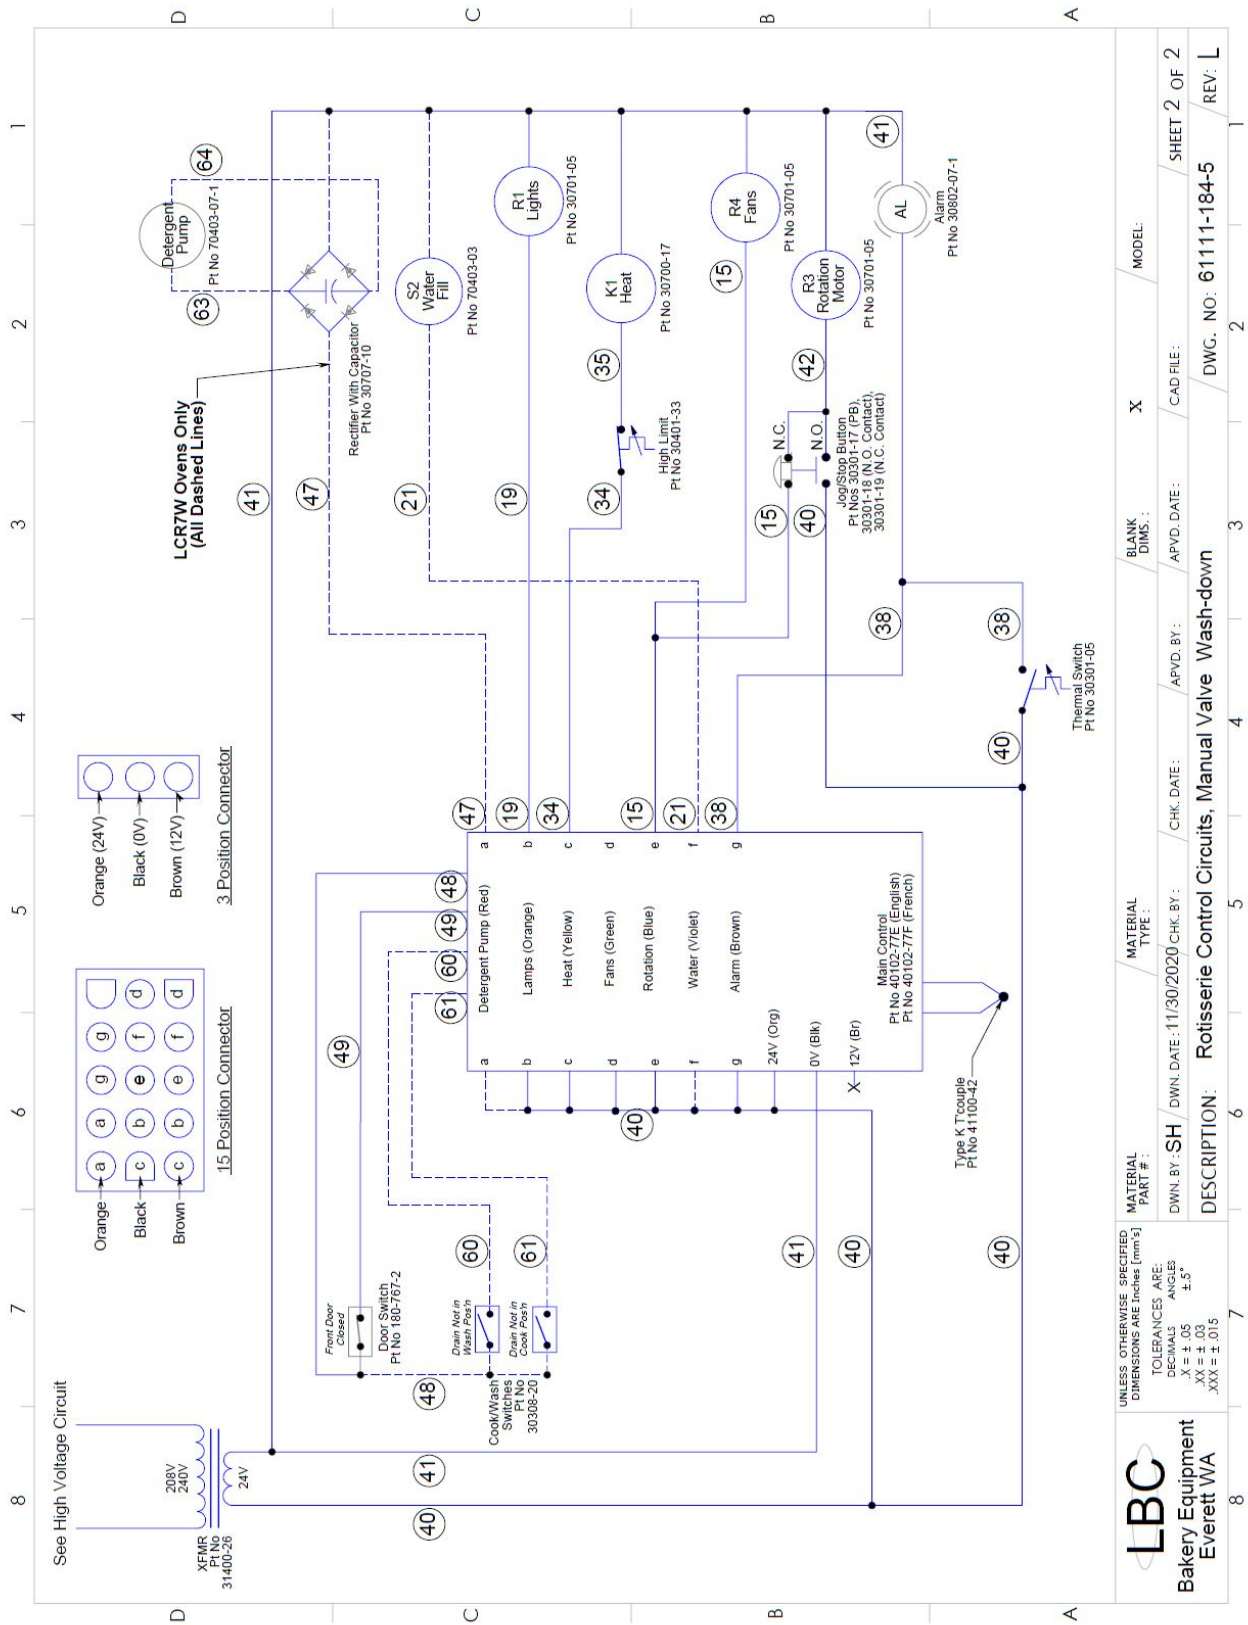 8
7
6
5
4
3
2
1
D
C
B
A
See High Voltage Circuit
208V
240V
XFMR
Pt No
31400-26
24V
41
40
Orange
Black
Brown
a
a
g
g
c
b
e
f
d
c
b
e
f
d
15 Position Connector
Orange (24V)
Black (0V)
Brown (12V)
3 Position Connector
LCR7W Ovens Only
(All Dashed Lines)
Detergent
Pump
Pt No 70403-07-1
63
64
Rectifier With Capacitor
Pt No 30707-10
41
47
S2
Water
Fill
Pt No 70403-03
21
R1
Lights
Pt No 30701-05
19
K1
Heat
Pt No 30700-17
35
34
High Limit
Pt No 30401-33
R4
Fans
Pt No 30701-05
15
R3
Rotation
Motor
Pt No 30701-05
42
N.C.
N.O.
Jog/Stop Button
Pt Nos 30301-17 (PB),
30301-18 (N.O. Contact),
30301-19 (N.C. Contact)
15
40
AL
Alarm
Pt No 30802-07-1
41
38
38
40
Thermal Switch
Pt No 30301-05
Front Door
Closed
Door Switch
Pt No 180-767-2
49
48
Drain Not in
Wash Pos'n
Drain Not in
Cook Pos'n
Cook/Wash
Switches
Pt No
30308-20
60
61
61
60
49
48
47
19
34
15
21
38
a Detergent Pump (Red) a
b Lamps (Orange) b
c Heat (Yellow) c
d Fans (Green) d
e Rotation (Blue) e
f Water (Violet) f
g Alarm (Brown) g
24V (Org)
0V (Blk)
X 12V (Br)
Main Control
Pt No 40102-77E (English)
Pt No 40102-77F (French)
40
41
40
40
Type K T'couple
Pt No 41100-42
LBC
Bakery Equipment
Everett WA
UNLESS OTHERWISE SPECIFIED
DIMENSIONS ARE Inches [mm's]
TOLERANCES ARE:
DECIMALS ANGLES
.X = ± .05 ±.5°
.XX = ± .03
.XXX = ± .015
MATERIAL
PART # :
MATERIAL
TYPE :
BLANK
DIMS. :
X
MODEL:
DWN. BY : SH
DWN. DATE : 11/30/2020
CHK. BY :
CHK. DATE :
APVD. BY :
APVD. DATE :
CAD FILE :
SHEET 2 OF 2
DESCRIPTION: Rotisserie Control Circuits, Manual Valve Wash-down
DWG. NO: 61111-184-5
REV: L
8
7
6
5
4
3
2
1
D
C
B
A